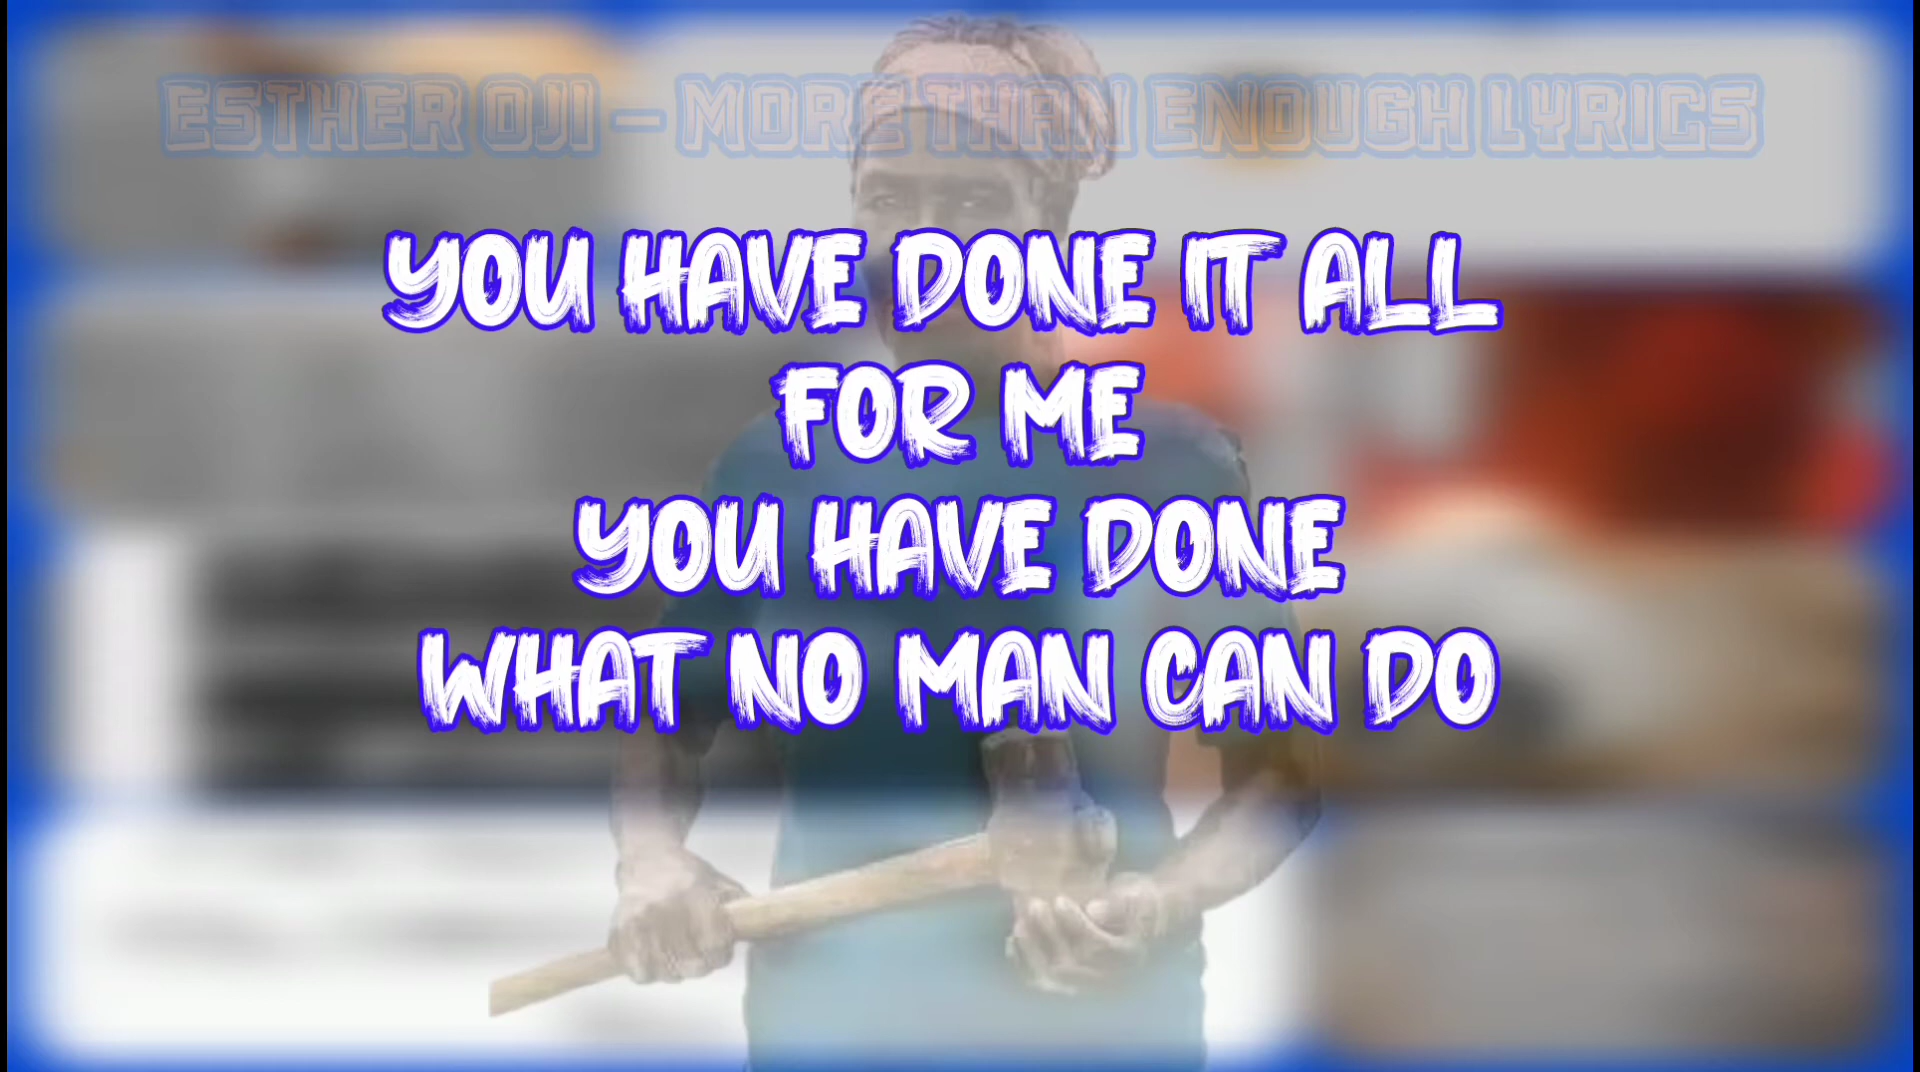 ESTHER OJI - MORE THAN ENOUGH LYRICS
YOU HAVE DONE IT ALL
FOR ME
YOU HAVE DONE
WHAT NO MAN CAN DO